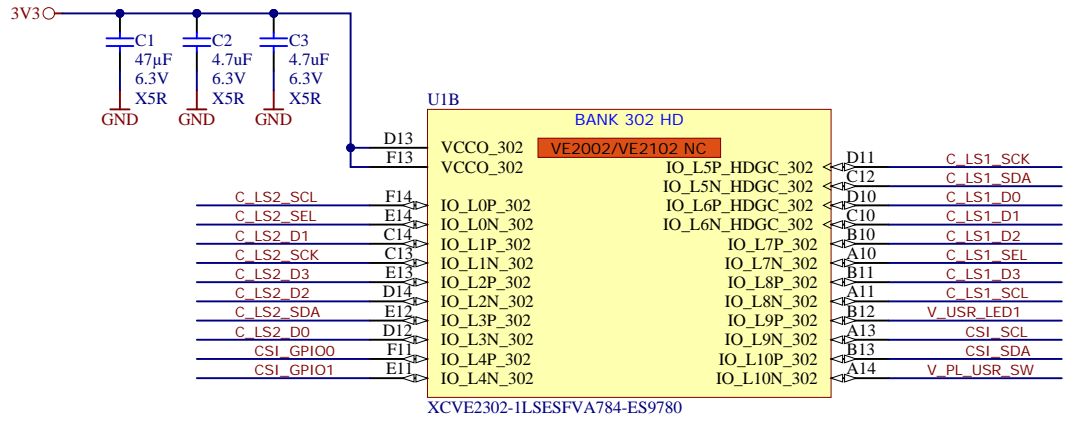 3V3
C1
47µF
6.3V
X5R
GND
C2
4.7uF
6.3V
X5R
GND
C3
4.7uF
6.3V
X5R
GND
U1B
BANK 302 HD
VE2002/VE2102 NC
D13 VCCO_302
F13 VCCO_302
C_LS2_SCL F14 IO_L0P_302
C_LS2_SEL E14 IO_L0N_302
C_LS2_D1 C14 IO_L1P_302
C_LS2_SCK C13 IO_L1N_302
C_LS2_D3 E13 IO_L2P_302
C_LS2_D2 D14 IO_L2N_302
C_LS2_SDA E12 IO_L3P_302
C_LS2_D0 D12 IO_L3N_302
CSI_GPIO0 F11 IO_L4P_302
CSI_GPIO1 E11 IO_L4N_302
IO_L5P_HDGC_302 D11 C_LS1_SCK
IO_L5N_HDGC_302 C12 C_LS1_SDA
IO_L6P_HDGC_302 D10 C_LS1_D0
IO_L6N_HDGC_302 C10 C_LS1_D1
IO_L7P_302 B10 C_LS1_D2
IO_L7N_302 A10 C_LS1_SEL
IO_L8P_302 B11 C_LS1_D3
IO_L8N_302 A11 C_LS1_SCL
IO_L9P_302 B12 V_USR_LED1
IO_L9N_302 A13 CSI_SCL
IO_L10P_302 B13 CSI_SDA
IO_L10N_302 A14 V_PL_USR_SW
XCVE2302-1LSESFVA784-ES9780